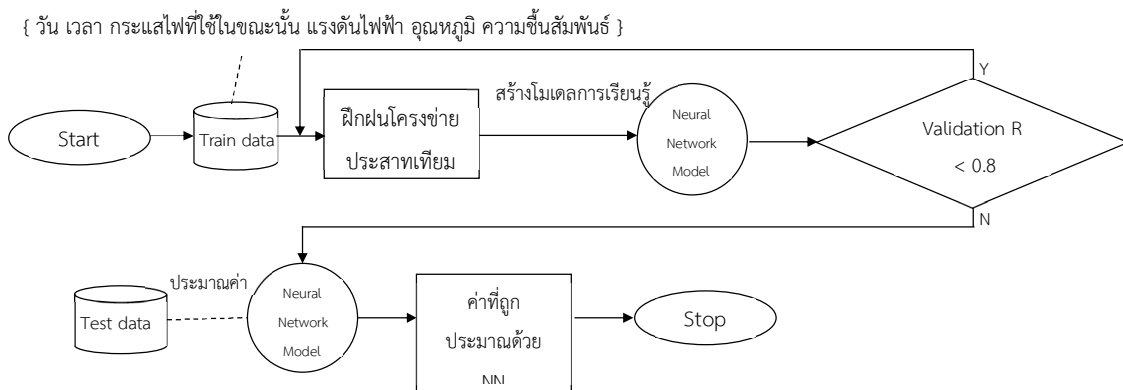 { วัน เวลา กระแสไฟที่ใช้ในขณะนั้น แรงดันไฟฟ้า อุณหภูมิ ความชื้นสัมพันธ์ }
Start
Train data
ฝึกฝนโครงข่าย
ประสาทเทียม
สร้างโมเดลการเรียนรู้
Neural
Network
Model
Y
Validation R
< 0.8
N
Test data
ประมาณค่า
Neural
Network
Model
ค่าที่ถูก
ประมาณด้วย
NN
Stop